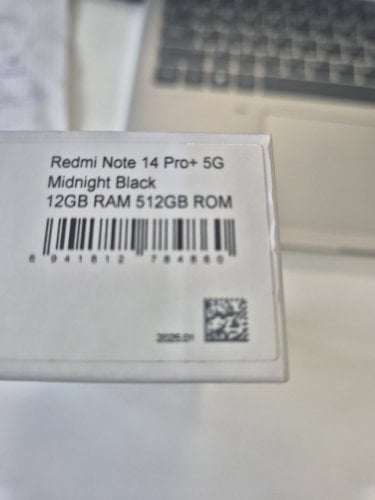 Redmi Note 14 Pro+ 5G
Midnight Black
12GB RAM 512GB ROM
6 941812 784860
2025.01